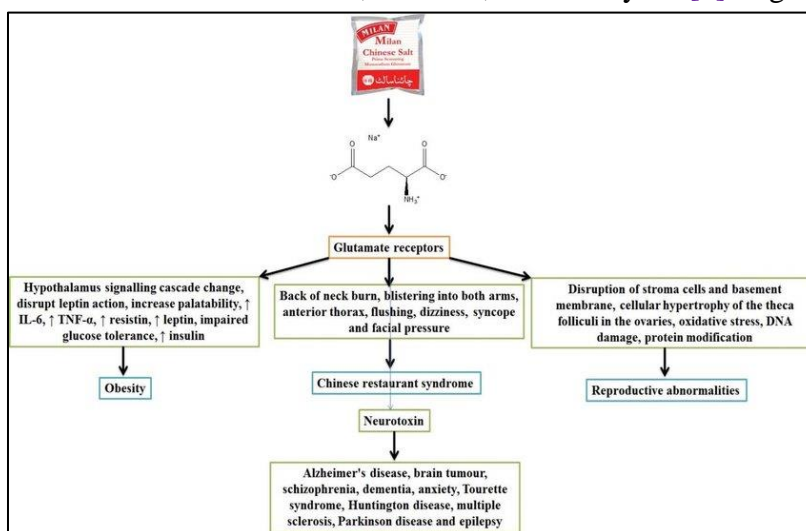 MILAN
Milan
Chinese Salt
چائنا سالٹ
Na⁺
O
O
⁻O
O⁻
NH₃⁺
Glutamate receptors
Hypothalamus signalling cascade change,
disrupt leptin action, increase palatability, ↑
IL-6, ↑ TNF-α, ↑ resistin, ↑ leptin, impaired
glucose tolerance, ↑ insulin
Back of neck burn, blistering into both arms,
anterior thorax, flushing, dizziness, syncope
and facial pressure
Disruption of stroma cells and basement
membrane, cellular hypertrophy of the theca
folliculi in the ovaries, oxidative stress, DNA
damage, protein modification
Obesity
Chinese restaurant syndrome
Reproductive abnormalities
Neurotoxin
Alzheimer's disease, brain tumour,
schizophrenia, dementia, anxiety, Tourette
syndrome, Huntington disease, multiple
sclerosis, Parkinson disease and epilepsy